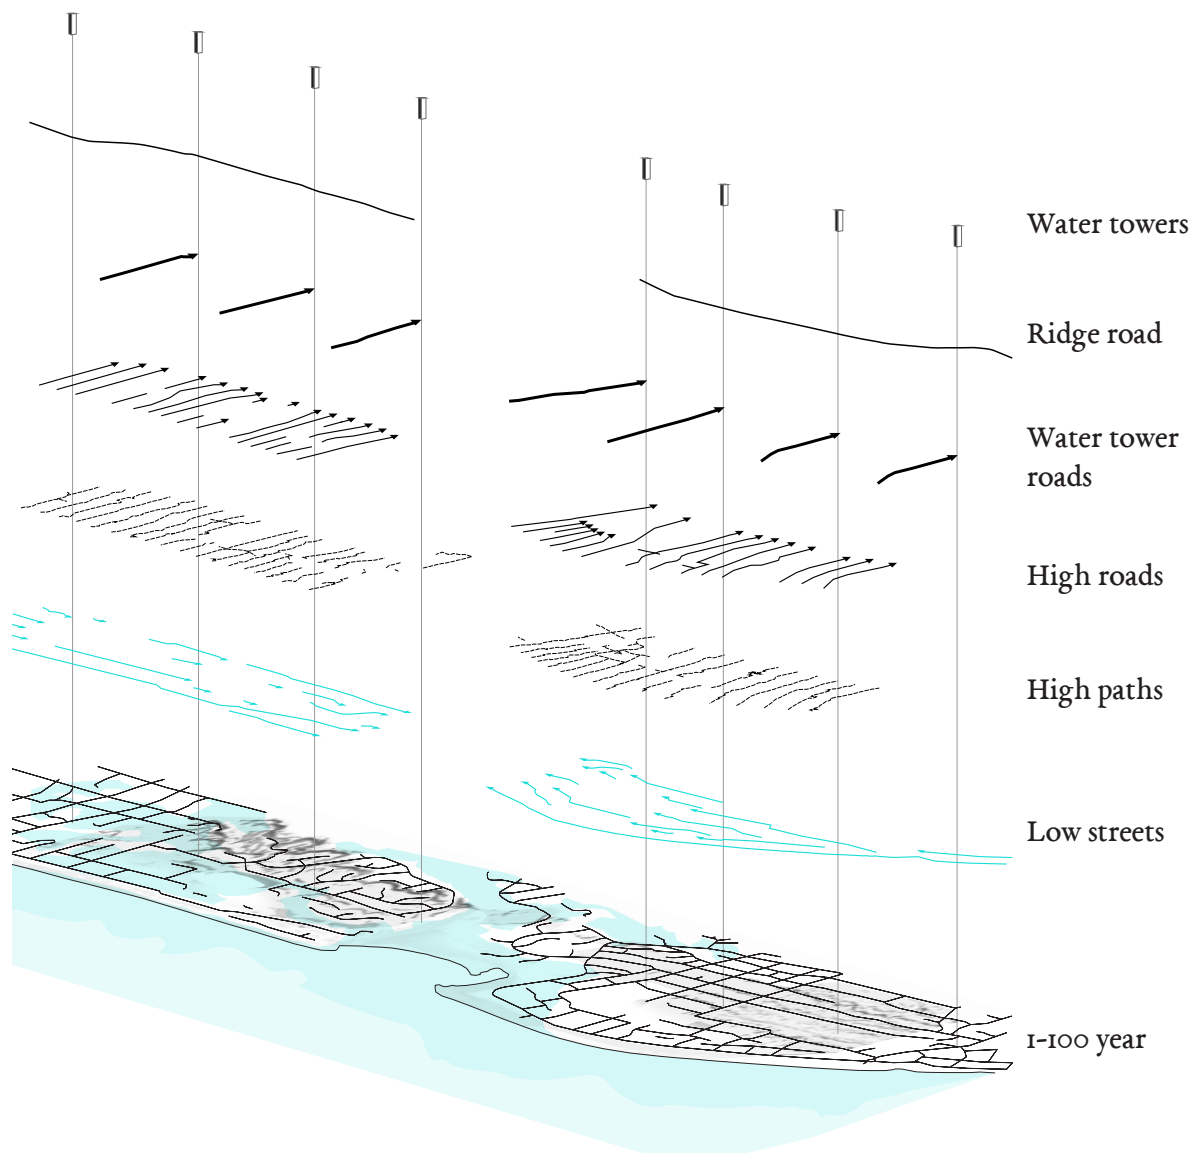 Water towers
Ridge road
Water tower
roads
High roads
High paths
Low streets
1-100 year